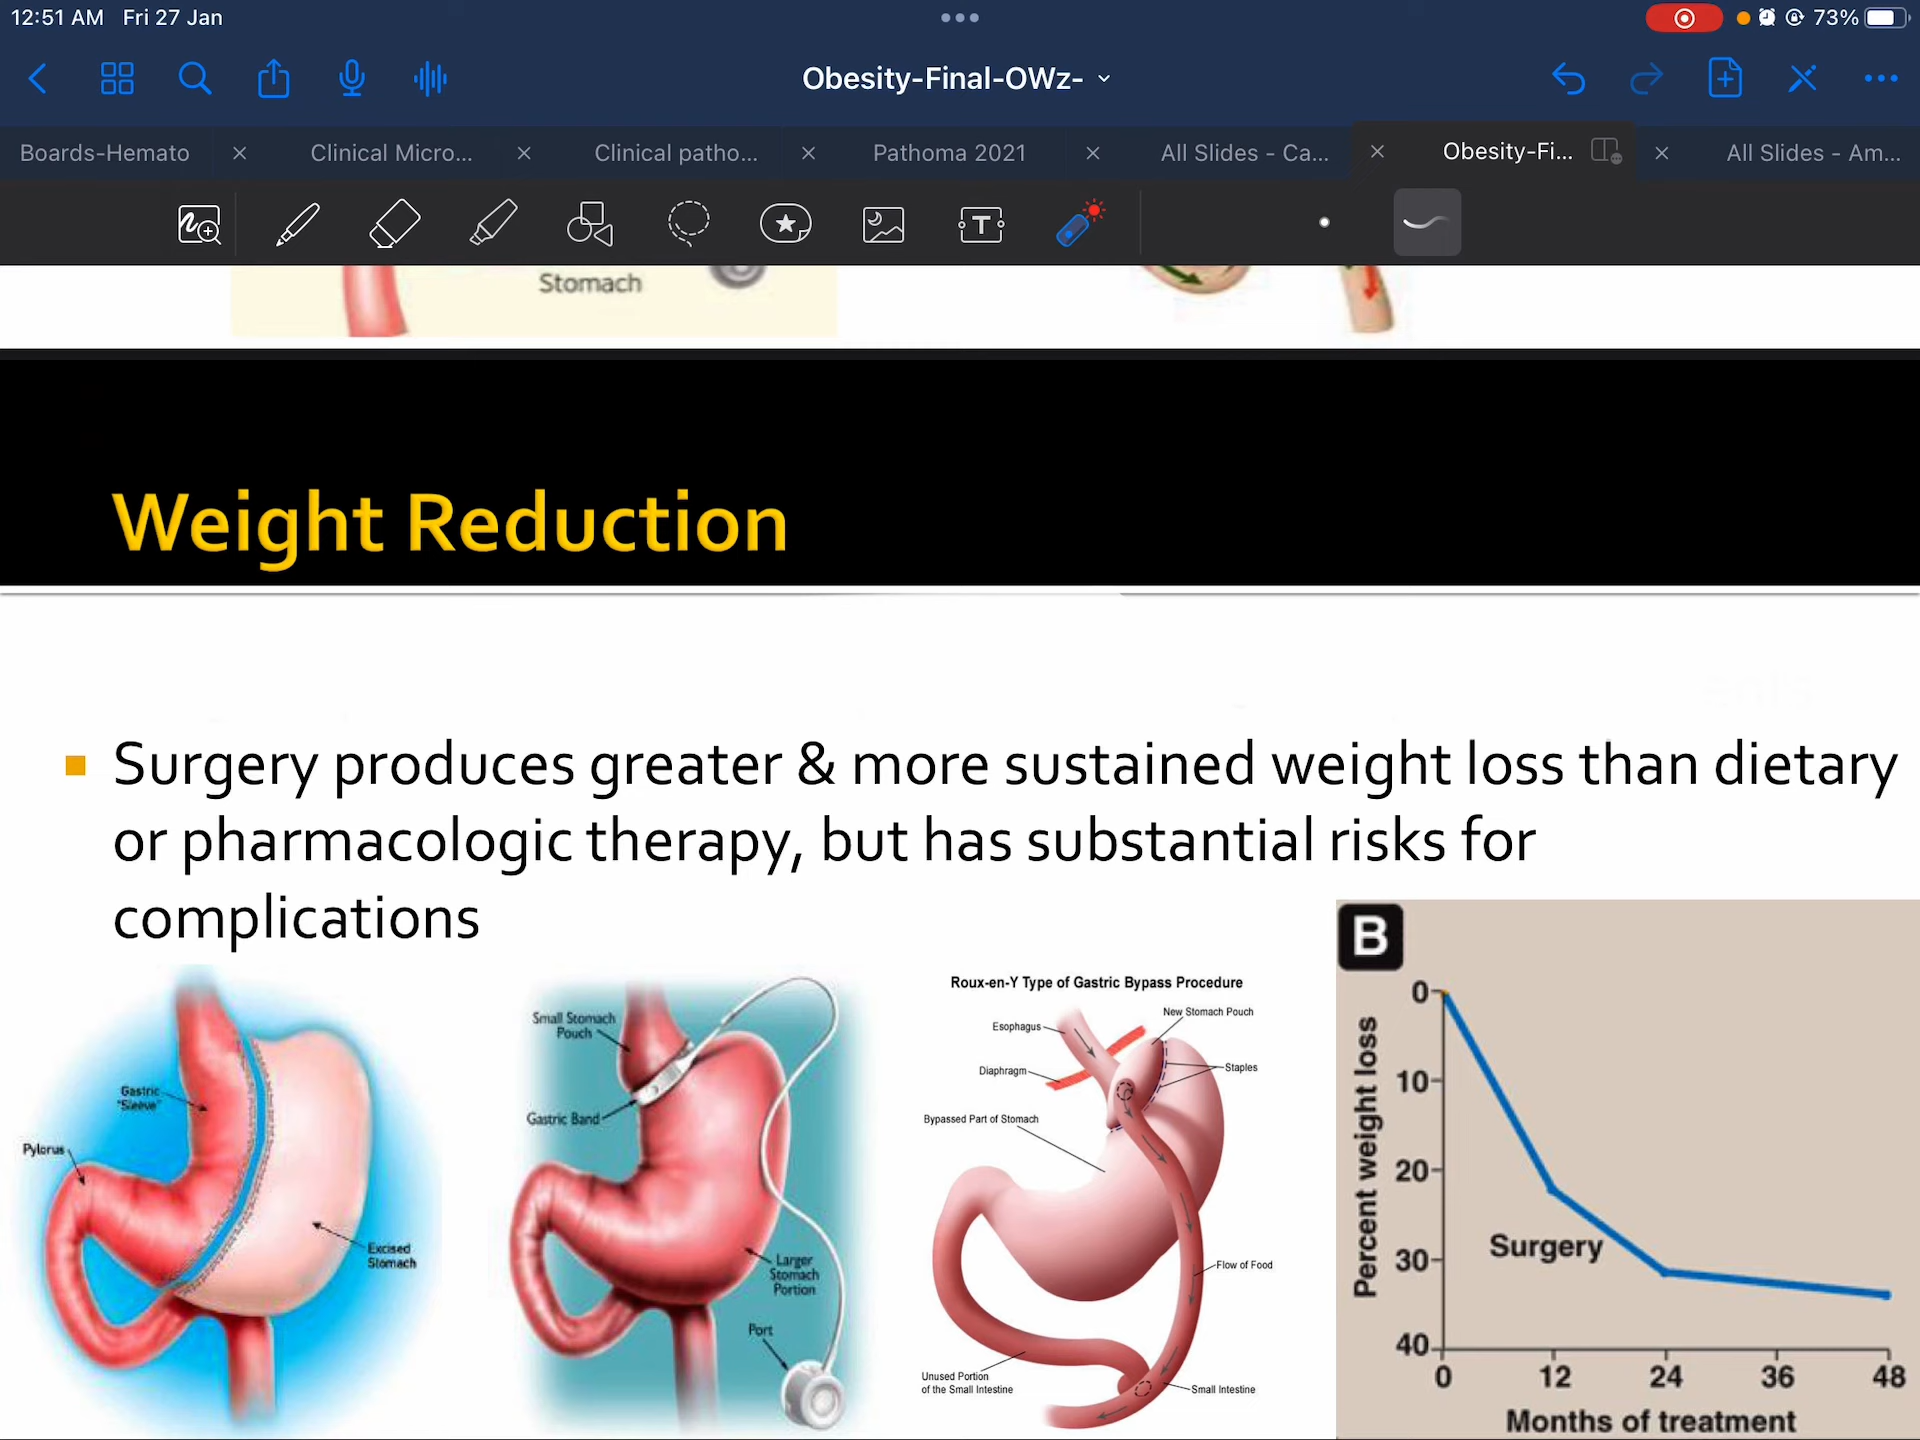 12:51 AM Fri 27 Jan
73%
Obesity-Final-OWz-
Boards-Hemato
Clinical Micro...
Clinical patho...
Pathoma 2021
All Slides - Ca...
Obesity-Fi...
All Slides - Am...
T
Stomach
Weight Reduction
Surgery produces greater & more sustained weight loss than dietary
or pharmacologic therapy, but has substantial risks for
complications
Gastric
"Sleeve"
Pylorus
Excised
Stomach
Small Stomach
Pouch
Gastric Band
Larger
Stomach
Portion
Port
Roux-en-Y Type of Gastric Bypass Procedure
New Stomach Pouch
Esophagus
Diaphragm
Staples
Bypassed Part of Stomach
Flow of Food
Unused Portion
of the Small Intestine
Small Intestine
B
Percent weight loss
0
10
20
30
40
Surgery
0 12 24 36 48
Months of treatment